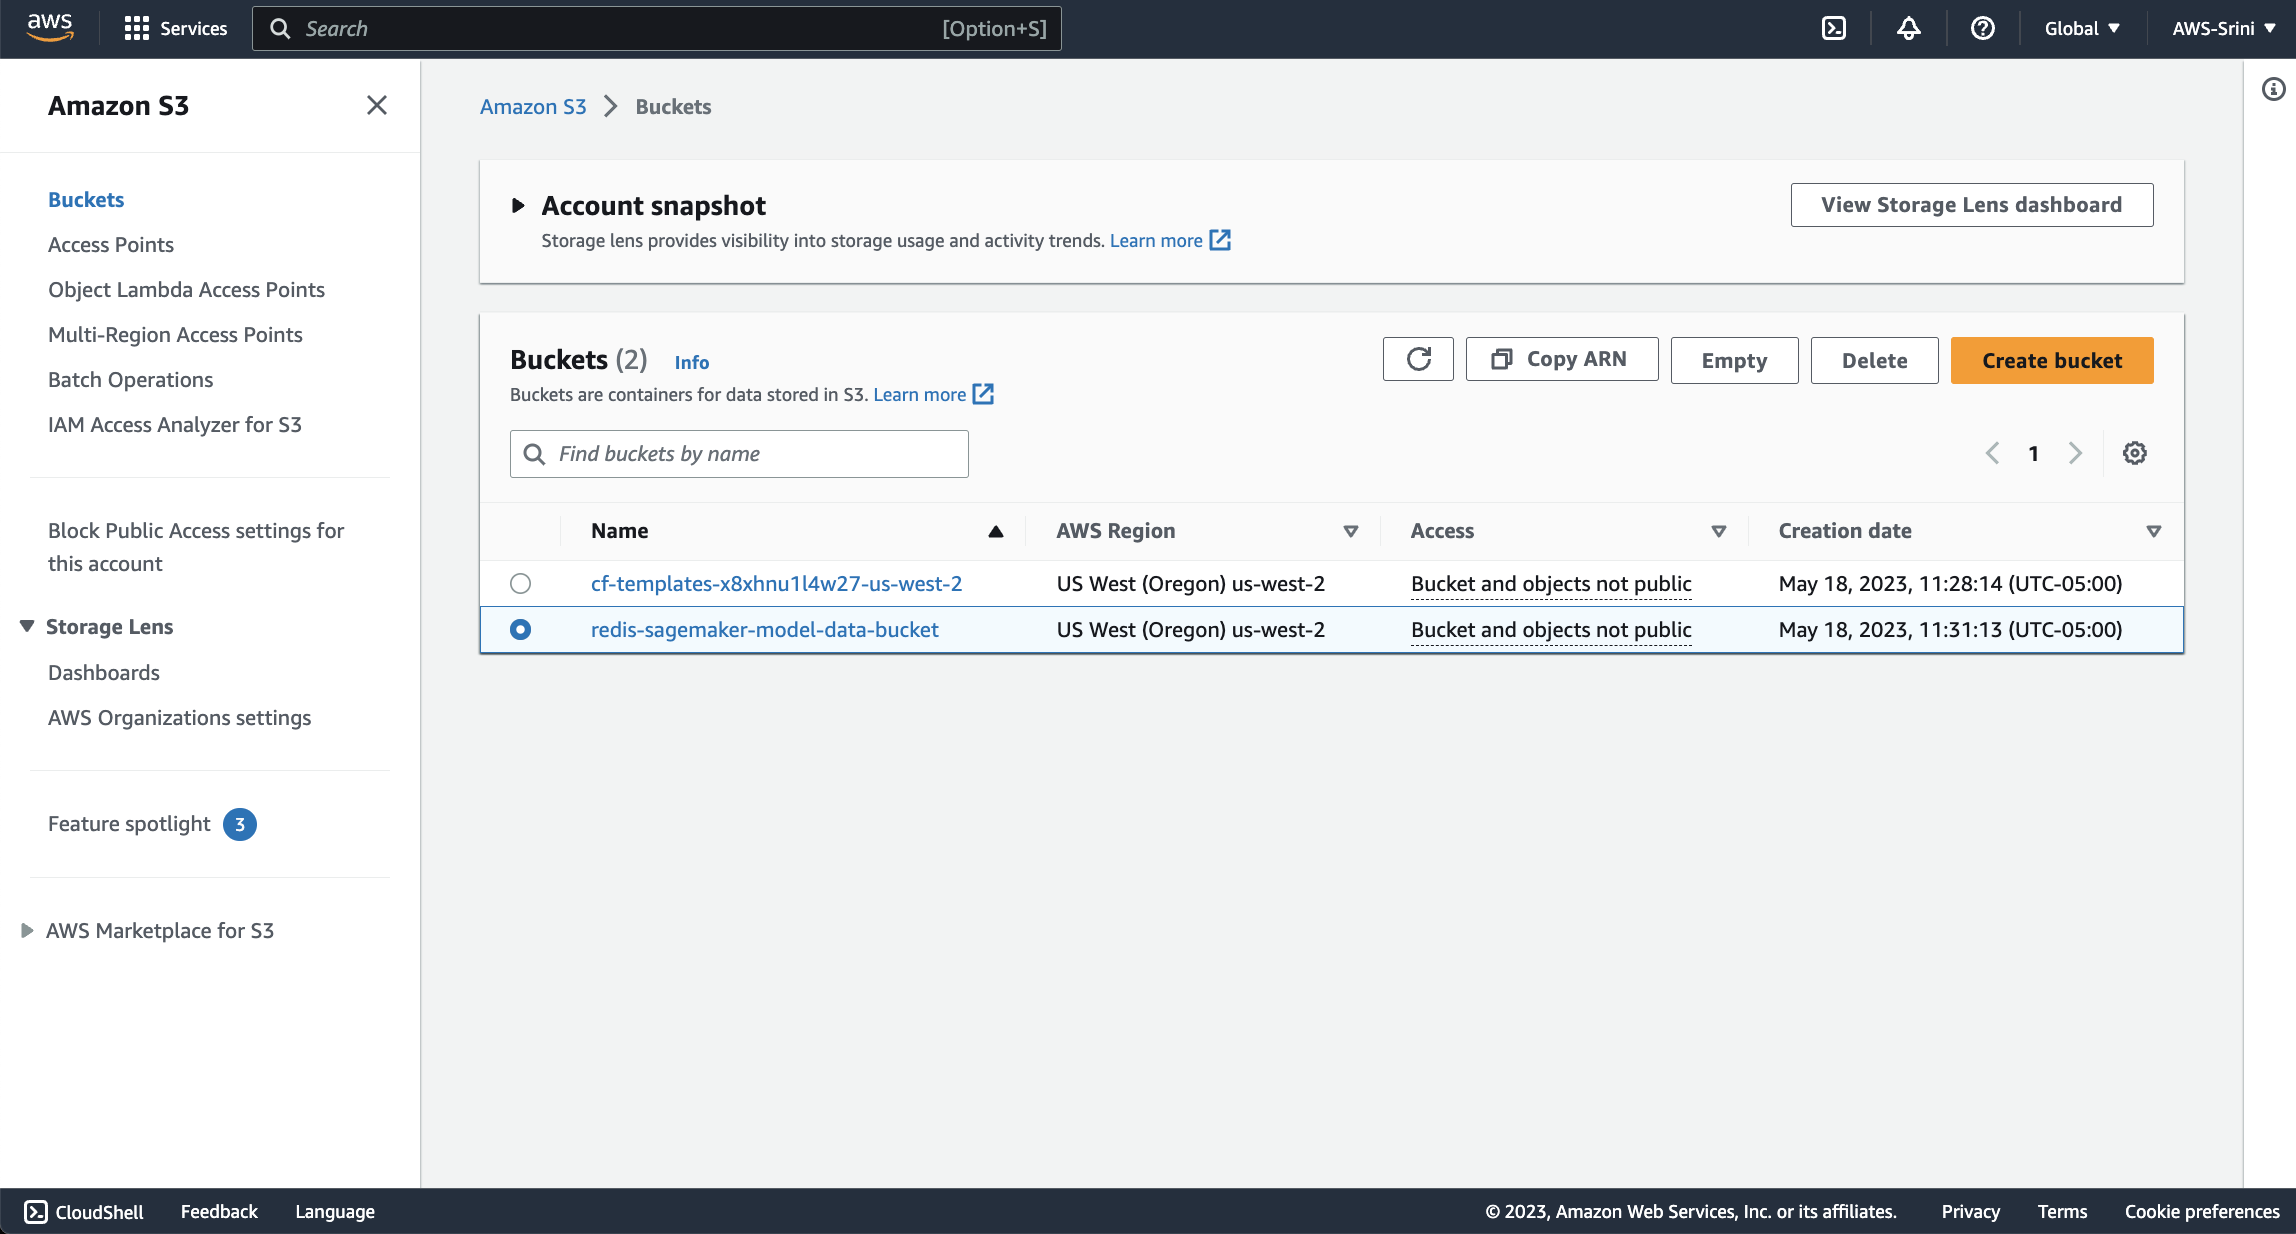 aws
Services
Search
[Option+S]
Global
AWS-Srini
Amazon S3
Buckets
Access Points
Object Lambda Access Points
Multi-Region Access Points
Batch Operations
IAM Access Analyzer for S3
Block Public Access settings for
this account
Storage Lens
Dashboards
AWS Organizations settings
Feature spotlight 3
AWS Marketplace for S3
Amazon S3 Buckets
Account snapshot
Storage lens provides visibility into storage usage and activity trends. Learn more
View Storage Lens dashboard
Buckets (2) Info
Buckets are containers for data stored in S3. Learn more
Copy ARN
Empty
Delete
Create bucket
Find buckets by name
1
Name AWS Region Access Creation date
cf-templates-x8xhnu1l4w27-us-west-2 US West (Oregon) us-west-2 Bucket and objects not public May 18, 2023, 11:28:14 (UTC-05:00)
redis-sagemaker-model-data-bucket US West (Oregon) us-west-2 Bucket and objects not public May 18, 2023, 11:31:13 (UTC-05:00)
CloudShell Feedback Language © 2023, Amazon Web Services, Inc. or its affiliates. Privacy Terms Cookie preferences